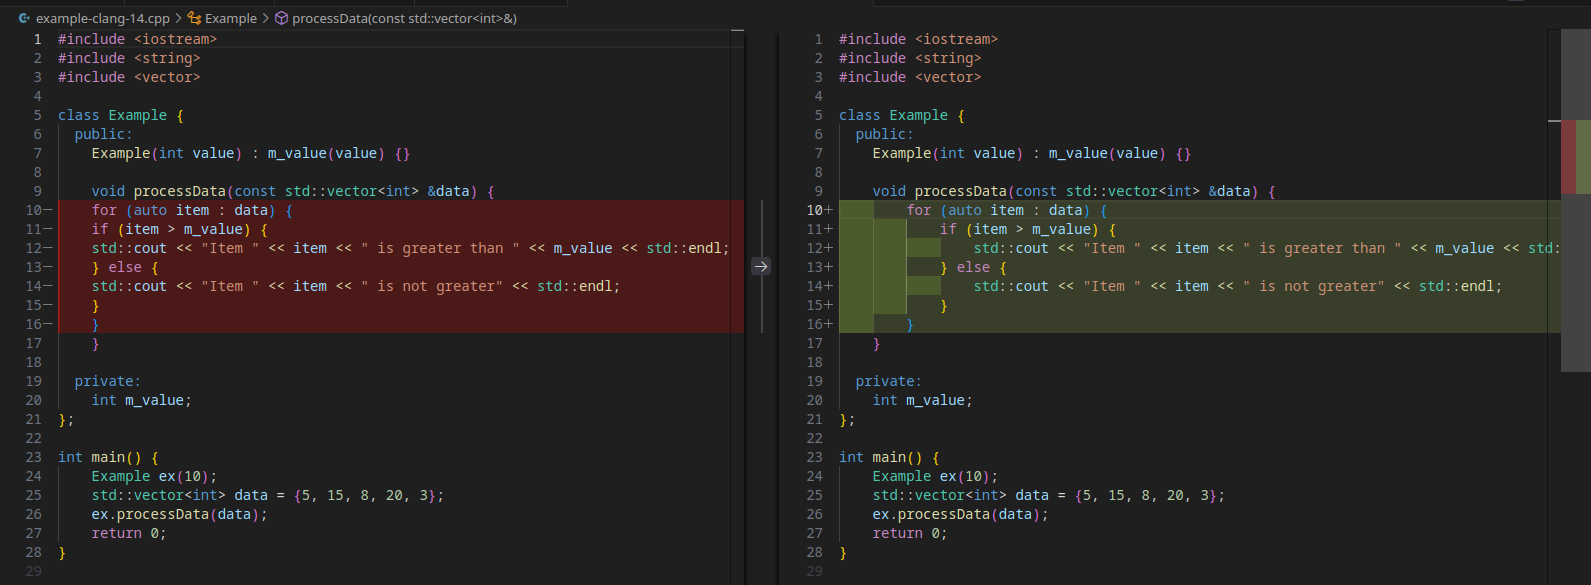 example-clang-14.cpp > Example > processData(const std::vector<int>&)
1 #include <iostream>
2 #include <string>
3 #include <vector>
4
5 class Example {
6   public:
7     Example(int value) : m_value(value) {}
8
9     void processData(const std::vector<int> &data) {
10−     for (auto item : data) {
11−     if (item > m_value) {
12−     std::cout << "Item " << item << " is greater than " << m_value << std::endl;
13−     } else {
14−     std::cout << "Item " << item << " is not greater" << std::endl;
15−     }
16−     }
17     }
18
19   private:
20     int m_value;
21 };
22
23 int main() {
24     Example ex(10);
25     std::vector<int> data = {5, 15, 8, 20, 3};
26     ex.processData(data);
27     return 0;
28 }
29
1 #include <iostream>
2 #include <string>
3 #include <vector>
4
5 class Example {
6   public:
7     Example(int value) : m_value(value) {}
8
9     void processData(const std::vector<int> &data) {
10+         for (auto item : data) {
11+             if (item > m_value) {
12+                 std::cout << "Item " << item << " is greater than " << m_value << std:
13+             } else {
14+                 std::cout << "Item " << item << " is not greater" << std::endl;
15+             }
16+         }
17     }
18
19   private:
20     int m_value;
21 };
22
23 int main() {
24     Example ex(10);
25     std::vector<int> data = {5, 15, 8, 20, 3};
26     ex.processData(data);
27     return 0;
28 }
29